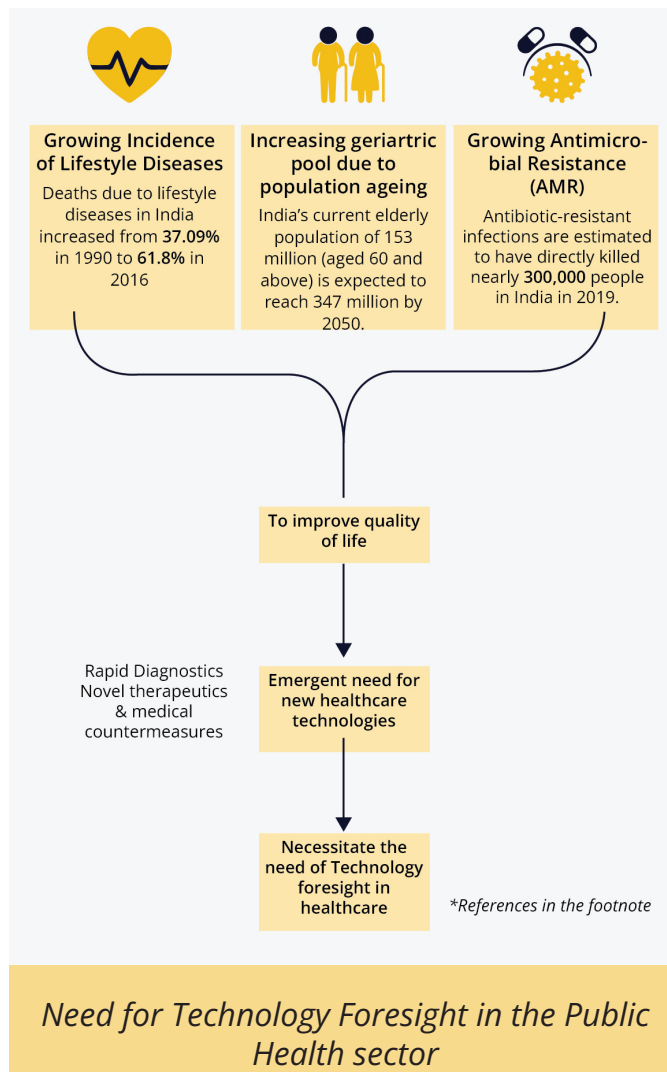 Growing Incidence
of Lifestyle Diseases
Deaths due to lifestyle
diseases in India
increased from 37.09%
in 1990 to 61.8% in
2016
Increasing geriartric
pool due to
population ageing
India’s current elderly
population of 153
million (aged 60 and
above) is expected to
reach 347 million by
2050.
Growing Antimicro-
bial Resistance
(AMR)
Antibiotic-resistant
infections are estimated
to have directly killed
nearly 300,000 people
in India in 2019.
To improve quality
of life
Rapid Diagnostics
Novel therapeutics
& medical
countermeasures
Emergent need for
new healthcare
technologies
Necessitate the
need of Technology
foresight in
healthcare
*References in the footnote
Need for Technology Foresight in the Public
Health sector